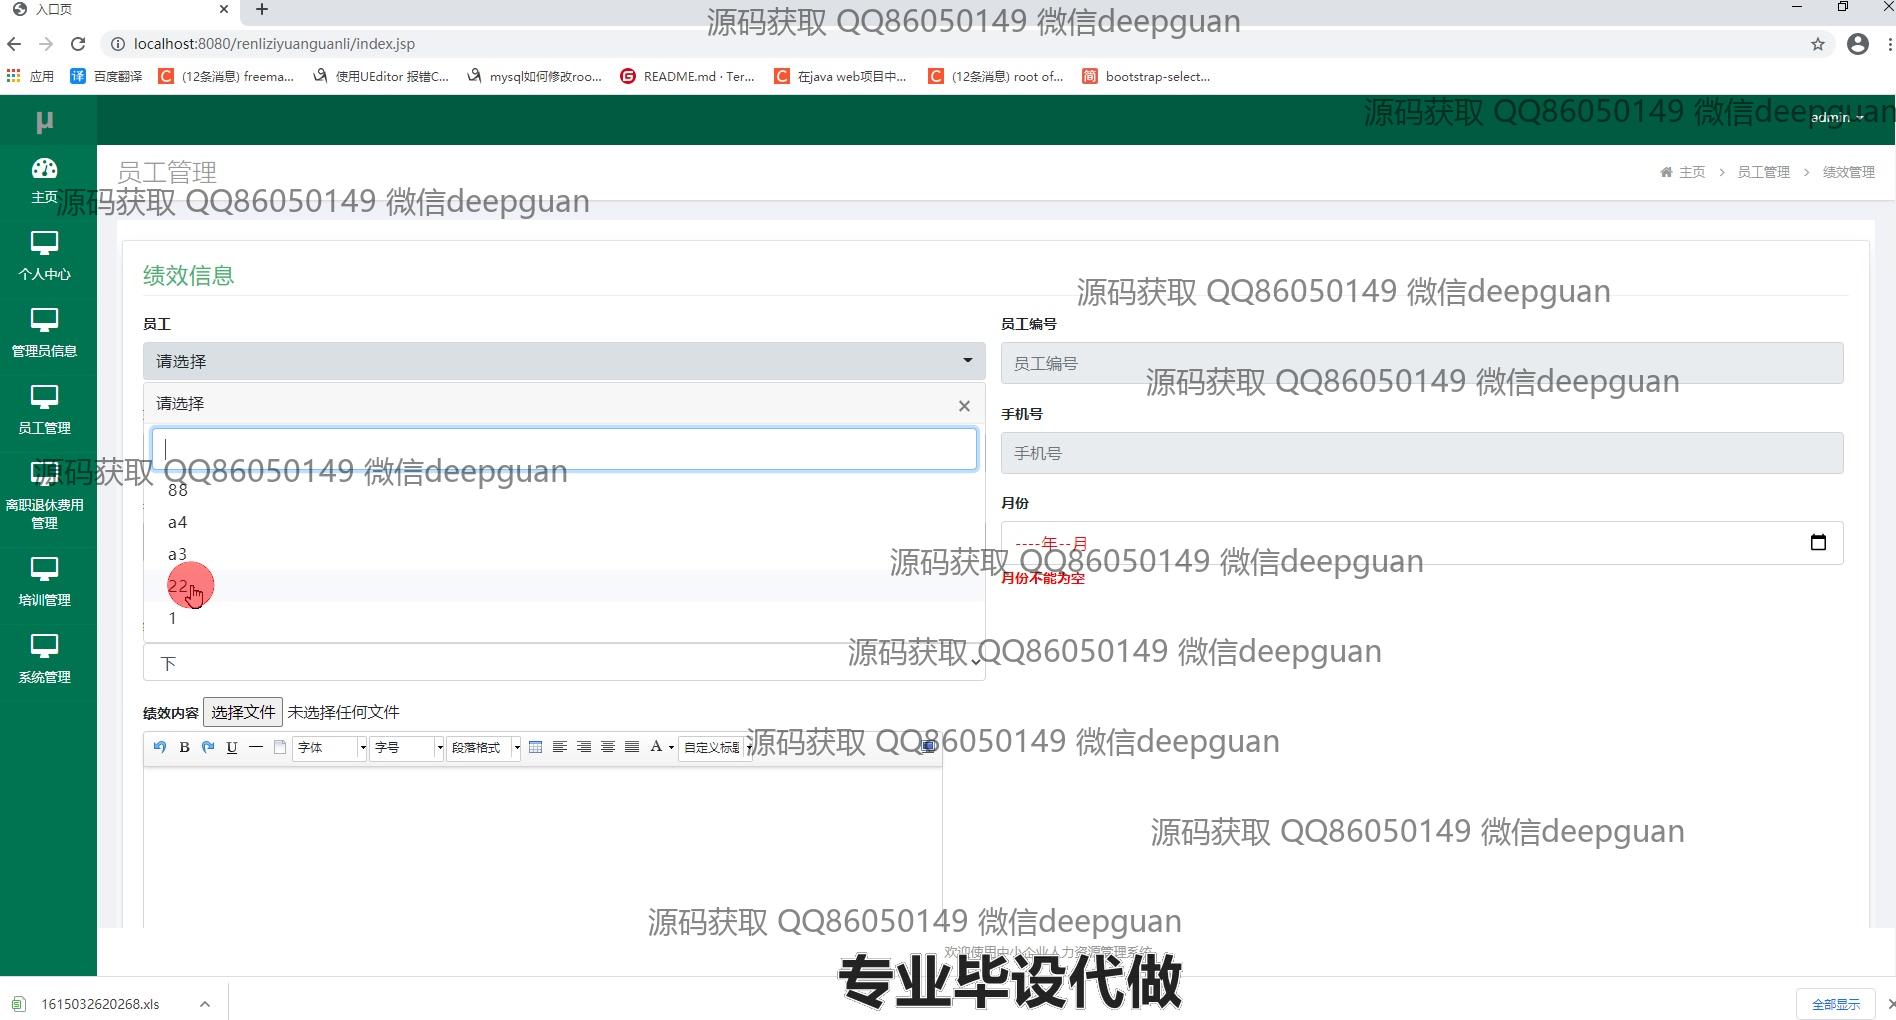 入口页
源码获取 QQ86050149 微信deepguan
localhost:8080/renliziyuanguanli/index.jsp
应用 百度翻译 (12条消息) freema... 使用UEditor 报错C... mysql如何修改roo... README.md · Ter... 在java web项目中... (12条消息) root of... bootstrap-select...
源码获取 QQ86050149 微信deepguan
μ
admin
员工管理
主页 > 员工管理 > 绩效管理
主页
源码获取 QQ86050149 微信deepguan
个人中心
绩效信息
源码获取 QQ86050149 微信deepguan
员工 员工编号
管理员信息
请选择 员工编号
源码获取 QQ86050149 微信deepguan
请选择
手机号
员工管理
手机号
源码获取 QQ86050149 微信deepguan
88
离职退休费用
管理
月份
a4
----年--月
a3
源码获取 QQ86050149 微信deepguan
月份不能为空
22
培训管理
1
源码获取 QQ86050149 微信deepguan
下
系统管理
绩效内容 选择文件 未选择任何文件
B U 字体 字号 段落格式 A 自定义标题
源码获取 QQ86050149 微信deepguan
源码获取 QQ86050149 微信deepguan
源码获取 QQ86050149 微信deepguan
欢迎使用中小企业人力资源管理系统
专业毕设代做
1615032620268.xls 全部显示